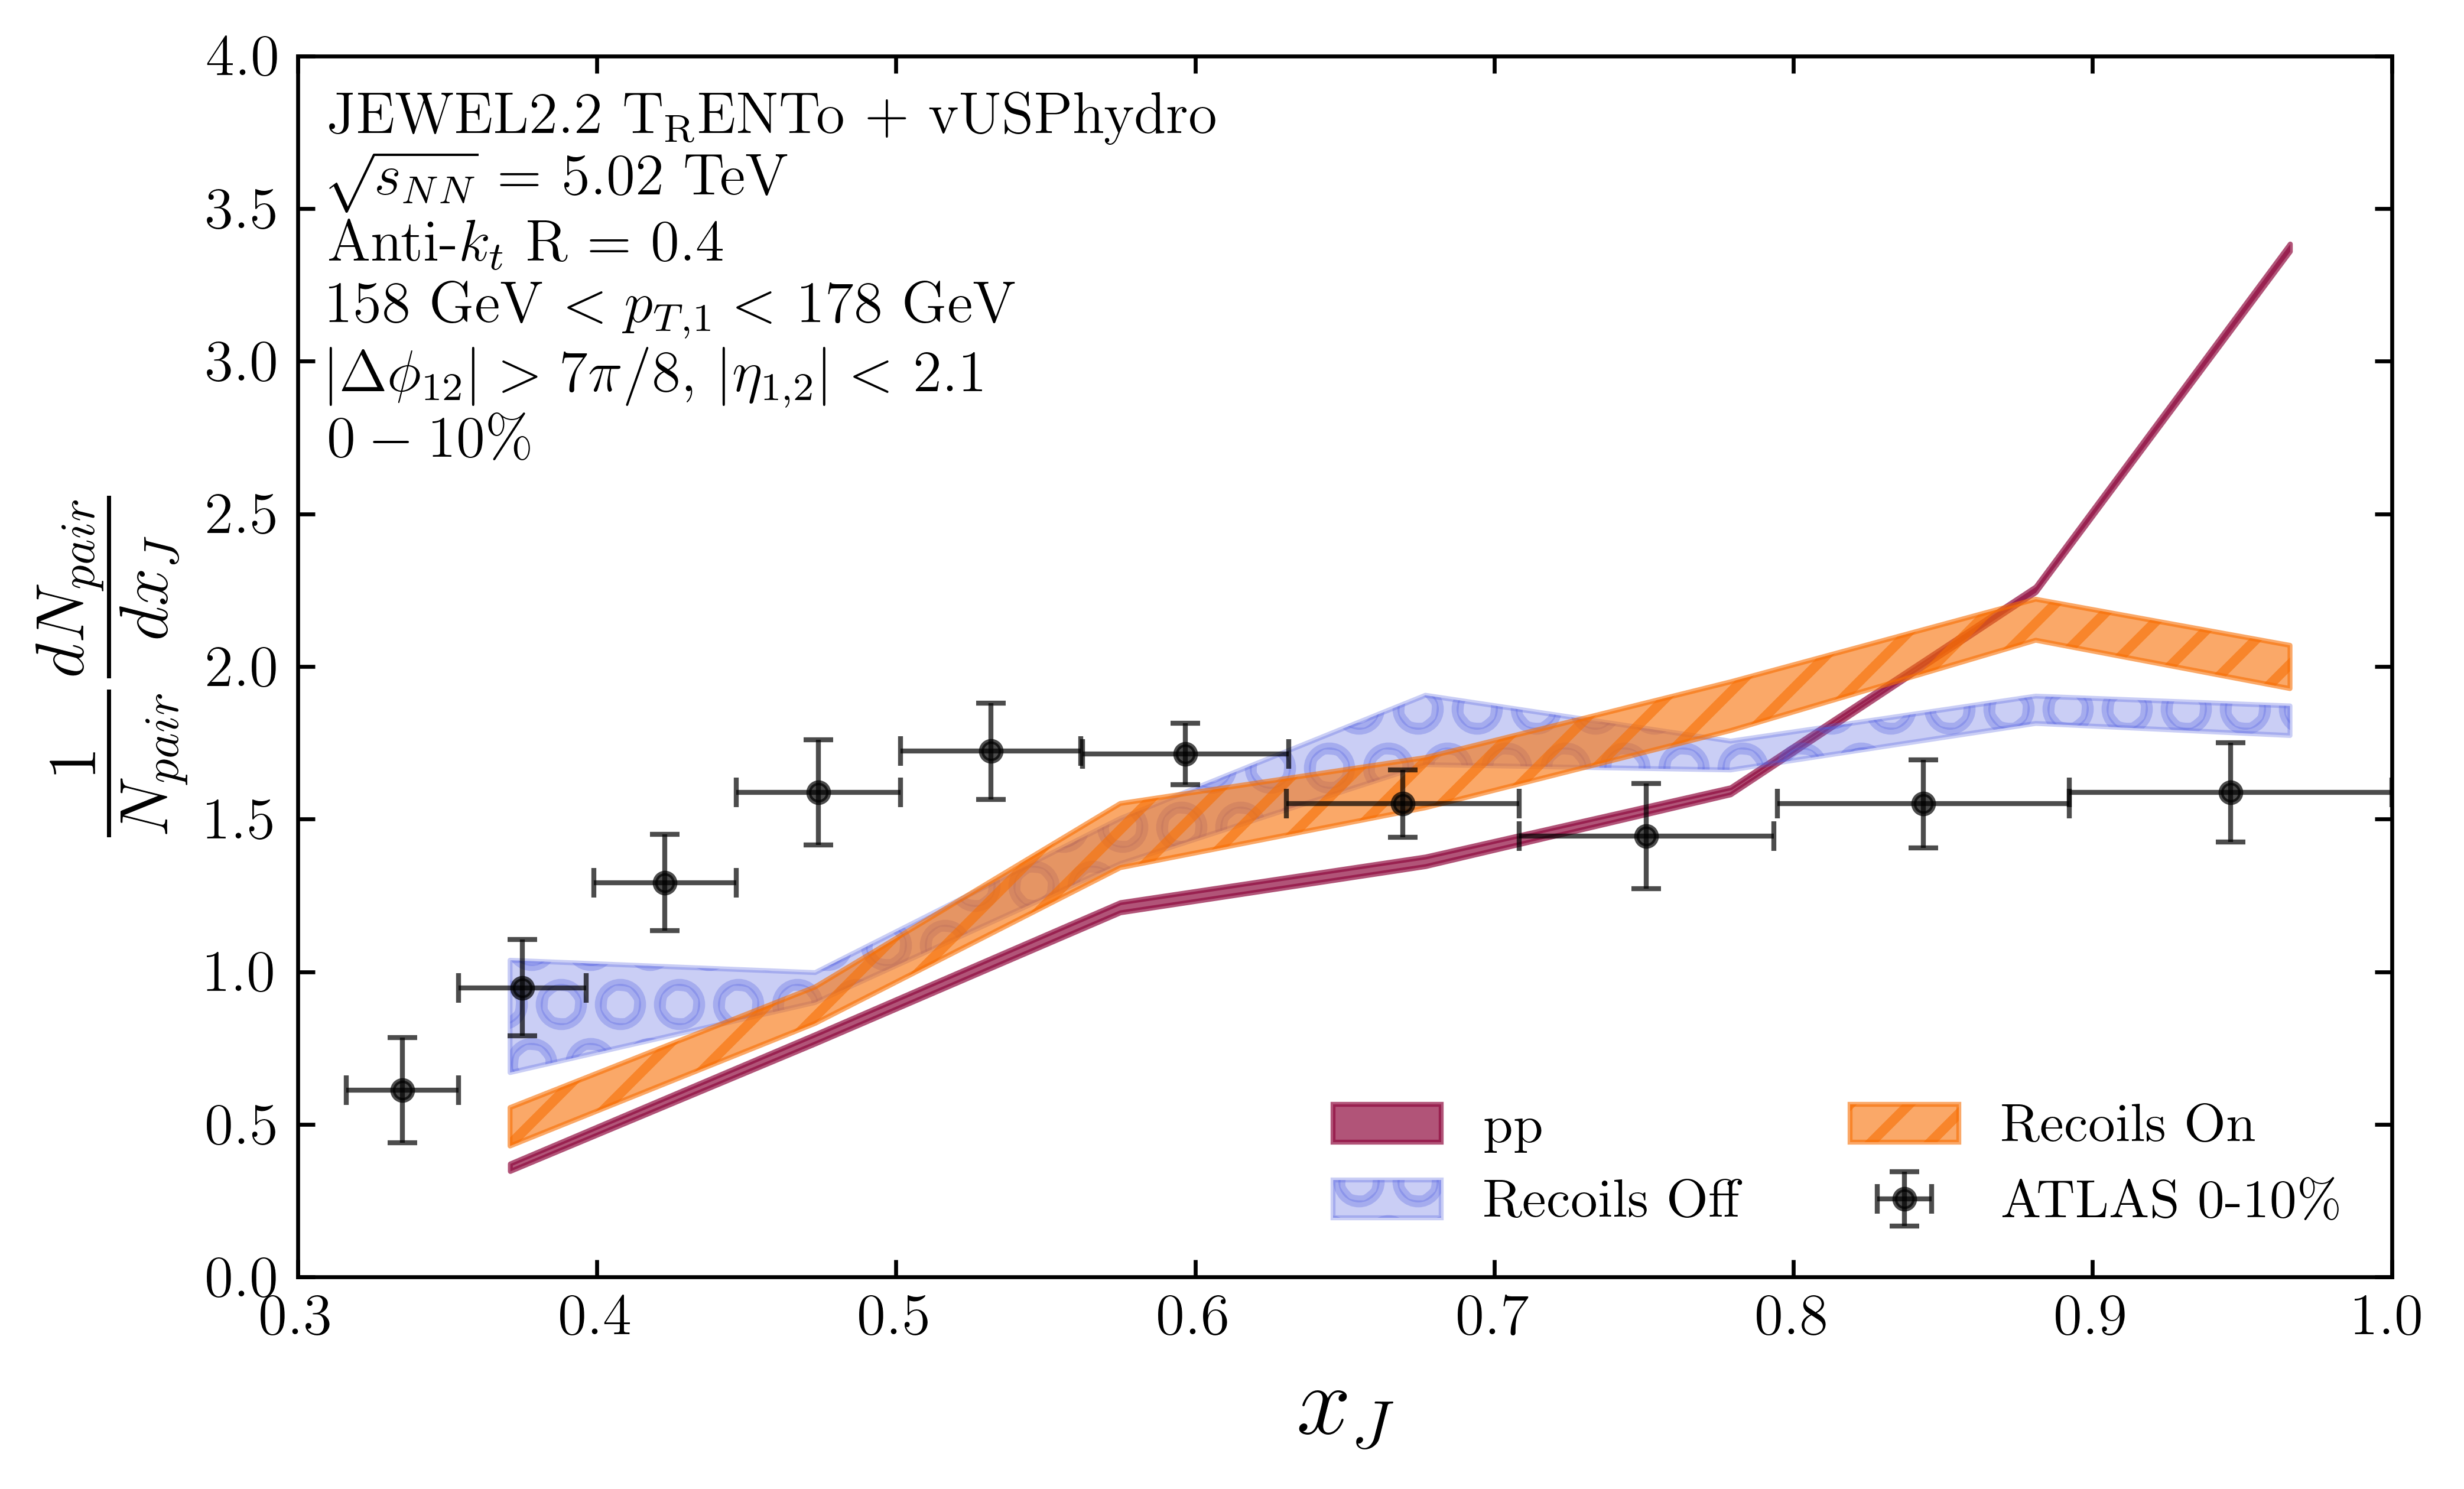 4.0
3.5
3.0
2.5
2.0
1.5
1.0
0.5
0.0
JEWEL2.2 TRENTo + vUSPhydro
√sNN = 5.02 TeV
Anti-kt R = 0.4
158 GeV < pT,1 < 178 GeV
|Δϕ12| > 7π/8, |η1,2| < 2.1
0 − 10%
1/Npair dNpair/dxJ
pp
Recoils Off
Recoils On
ATLAS 0-10%
0.3 0.4 0.5 0.6 0.7 0.8 0.9 1.0
xJ